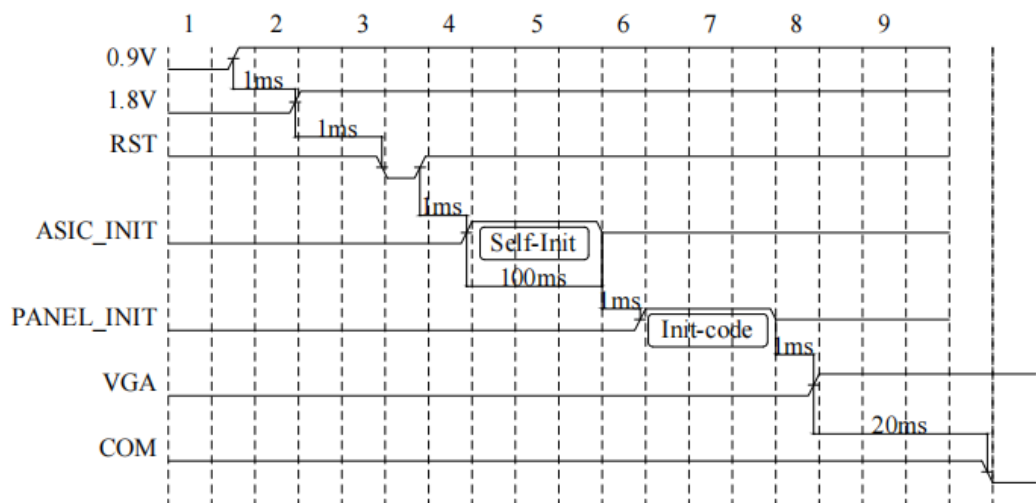 1 2 3 4 5 6 7 8 9
0.9V
1ms
1.8V
1ms
RST
1ms
ASIC_INIT
Self-Init
100ms
1ms
PANEL_INIT
Init-code
1ms
VGA
20ms
COM